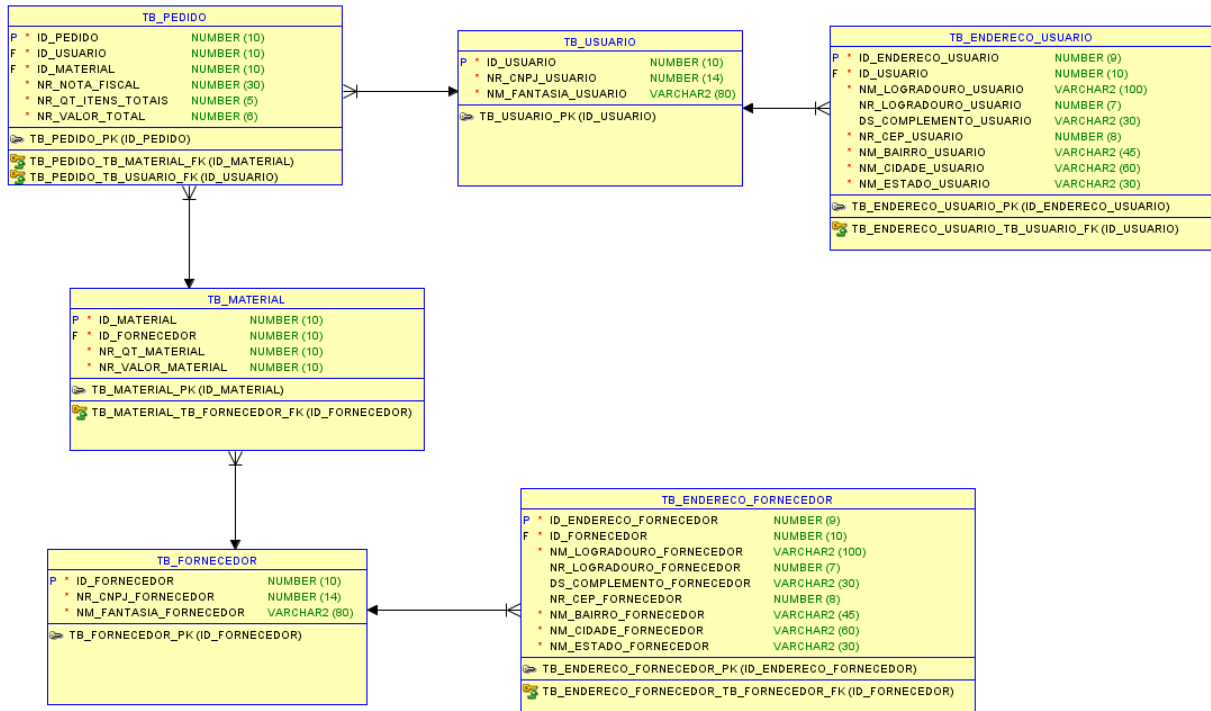 TB_PEDIDO
P * ID_PEDIDO NUMBER (10)
F * ID_USUARIO NUMBER (10)
F * ID_MATERIAL NUMBER (10)
* NR_NOTA_FISCAL NUMBER (30)
* NR_QT_ITENS_TOTAIS NUMBER (5)
* NR_VALOR_TOTAL NUMBER (6)
TB_PEDIDO_PK (ID_PEDIDO)
TB_PEDIDO_TB_MATERIAL_FK (ID_MATERIAL)
TB_PEDIDO_TB_USUARIO_FK (ID_USUARIO)
TB_USUARIO
P * ID_USUARIO NUMBER (10)
* NR_CNPJ_USUARIO NUMBER (14)
* NM_FANTASIA_USUARIO VARCHAR2 (80)
TB_USUARIO_PK (ID_USUARIO)
TB_ENDERECO_USUARIO
P * ID_ENDERECO_USUARIO NUMBER (9)
F * ID_USUARIO NUMBER (10)
* NM_LOGRADOURO_USUARIO VARCHAR2 (100)
NR_LOGRADOURO_USUARIO NUMBER (7)
DS_COMPLEMENTO_USUARIO VARCHAR2 (30)
* NR_CEP_USUARIO NUMBER (8)
* NM_BAIRRO_USUARIO VARCHAR2 (45)
* NM_CIDADE_USUARIO VARCHAR2 (60)
* NM_ESTADO_USUARIO VARCHAR2 (30)
TB_ENDERECO_USUARIO_PK (ID_ENDERECO_USUARIO)
TB_ENDERECO_USUARIO_TB_USUARIO_FK (ID_USUARIO)
TB_MATERIAL
P * ID_MATERIAL NUMBER (10)
F * ID_FORNECEDOR NUMBER (10)
* NR_QT_MATERIAL NUMBER (10)
* NR_VALOR_MATERIAL NUMBER (10)
TB_MATERIAL_PK (ID_MATERIAL)
TB_MATERIAL_TB_FORNECEDOR_FK (ID_FORNECEDOR)
TB_FORNECEDOR
P * ID_FORNECEDOR NUMBER (10)
* NR_CNPJ_FORNECEDOR NUMBER (14)
* NM_FANTASIA_FORNECEDOR VARCHAR2 (80)
TB_FORNECEDOR_PK (ID_FORNECEDOR)
TB_ENDERECO_FORNECEDOR
P * ID_ENDERECO_FORNECEDOR NUMBER (9)
F * ID_FORNECEDOR NUMBER (10)
* NM_LOGRADOURO_FORNECEDOR VARCHAR2 (100)
NR_LOGRADOURO_FORNECEDOR NUMBER (7)
DS_COMPLEMENTO_FORNECEDOR VARCHAR2 (30)
NR_CEP_FORNECEDOR NUMBER (8)
* NM_BAIRRO_FORNECEDOR VARCHAR2 (45)
* NM_CIDADE_FORNECEDOR VARCHAR2 (60)
* NM_ESTADO_FORNECEDOR VARCHAR2 (30)
TB_ENDERECO_FORNECEDOR_PK (ID_ENDERECO_FORNECEDOR)
TB_ENDERECO_FORNECEDOR_TB_FORNECEDOR_FK (ID_FORNECEDOR)